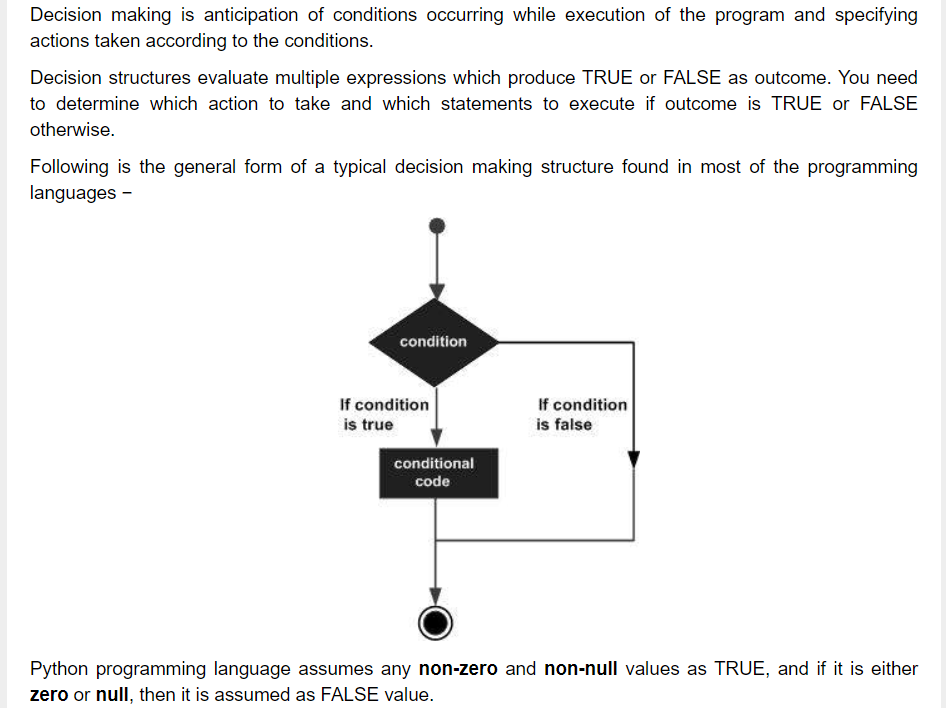 Decision making is anticipation of conditions occurring while execution of the program and specifying
actions taken according to the conditions.
Decision structures evaluate multiple expressions which produce TRUE or FALSE as outcome. You need
to determine which action to take and which statements to execute if outcome is TRUE or FALSE
otherwise.
Following is the general form of a typical decision making structure found in most of the programming
languages −
condition
If condition
is true
If condition
is false
conditional
code
Python programming language assumes any non-zero and non-null values as TRUE, and if it is either
zero or null, then it is assumed as FALSE value.